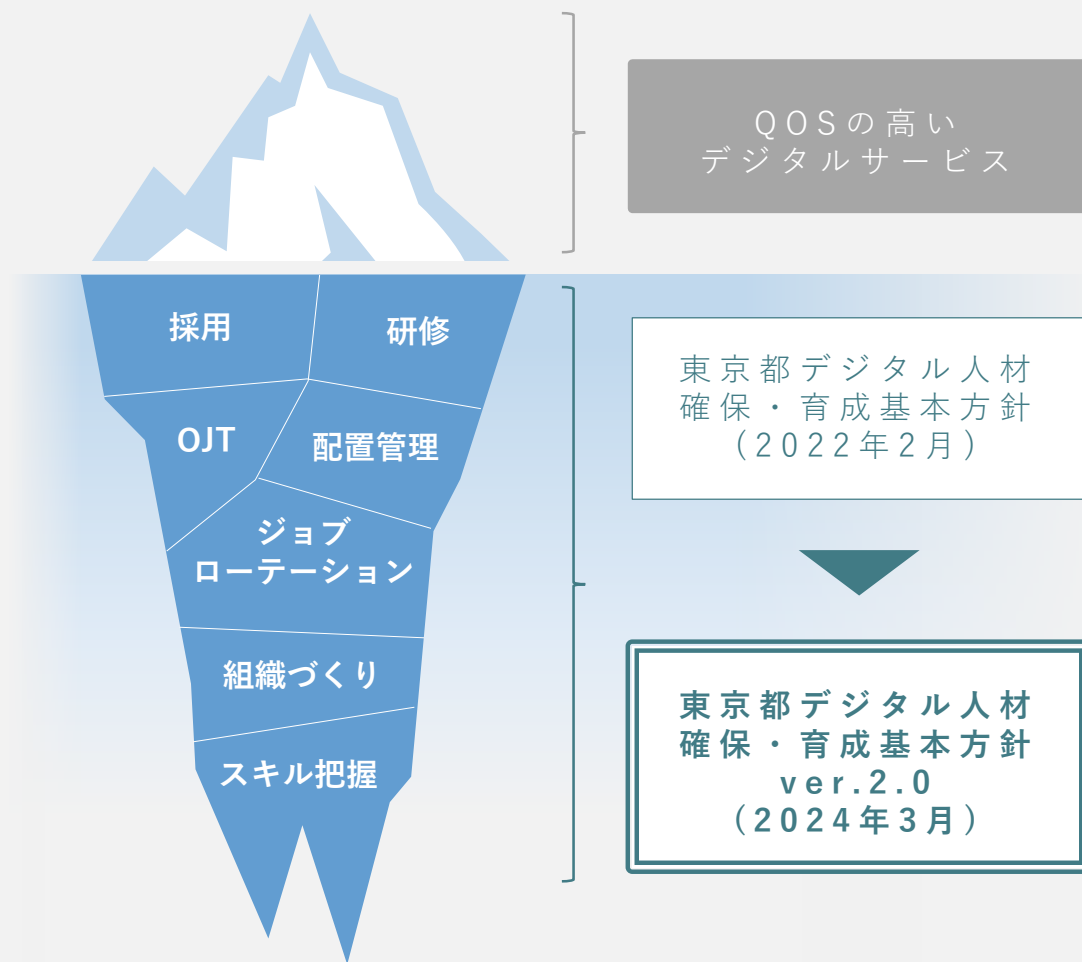 QOSの高い
デジタルサービス
採用
研修
OJT
配置管理
ジョブ
ローテーション
組織づくり
スキル把握
東京都デジタル人材
確保・育成基本方針
(2022年2月)
東京都デジタル人材
確保・育成基本方針
ver.2.0
(2024年3月)